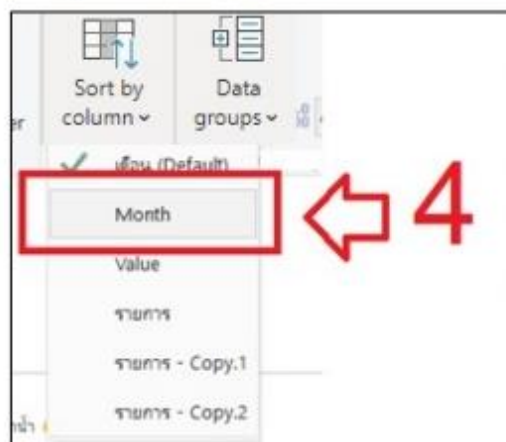 Sort by column
Data groups
เดือน (Default)
Month
4
Value
รายการ
รายการ - Copy.1
รายการ - Copy.2